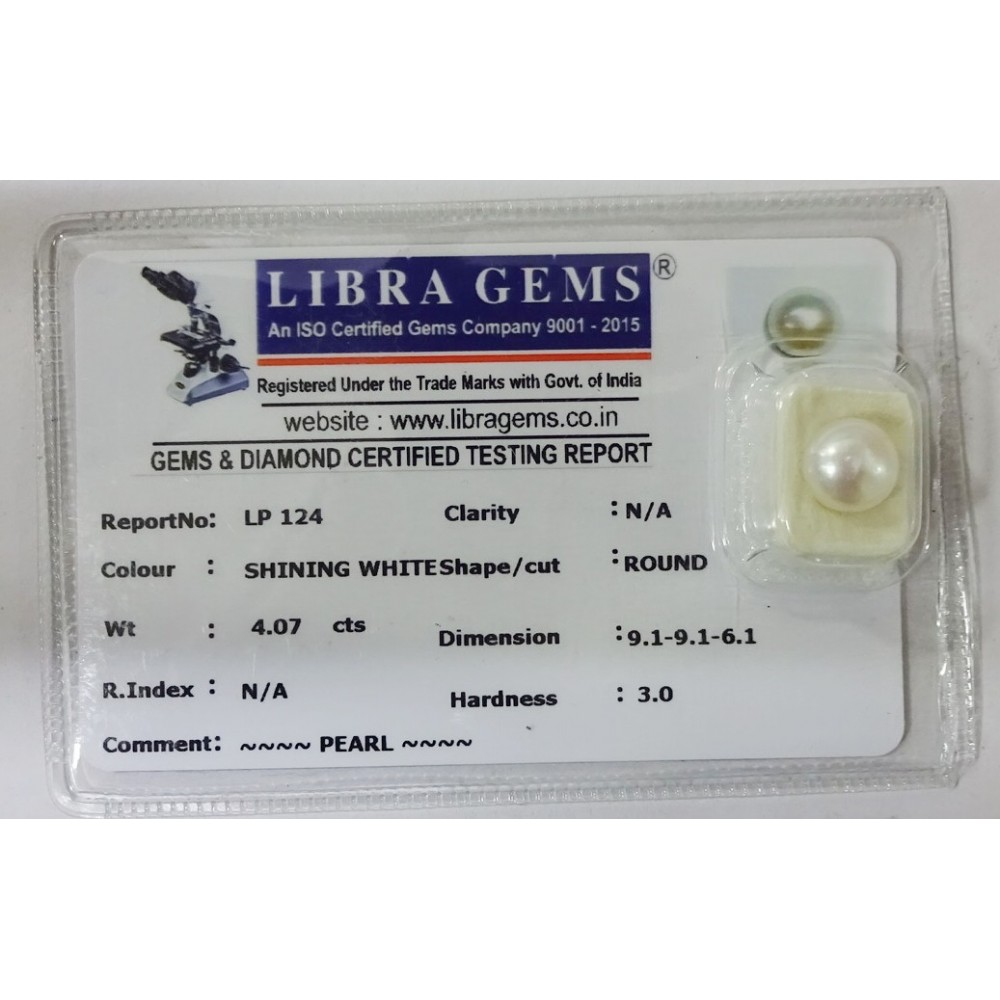 LIBRA GEMS ®
An ISO Certified Gems Company 9001 - 2015
Registered Under the Trade Marks with Govt. of India
website : www.libragems.co.in
GEMS & DIAMOND CERTIFIED TESTING REPORT
ReportNo: LP 124 Clarity : N/A
Colour : SHINING WHITE Shape/cut : ROUND
Wt : 4.07 cts Dimension : 9.1-9.1-6.1
R.Index : N/A Hardness : 3.0
Comment: ~~~~ PEARL ~~~~